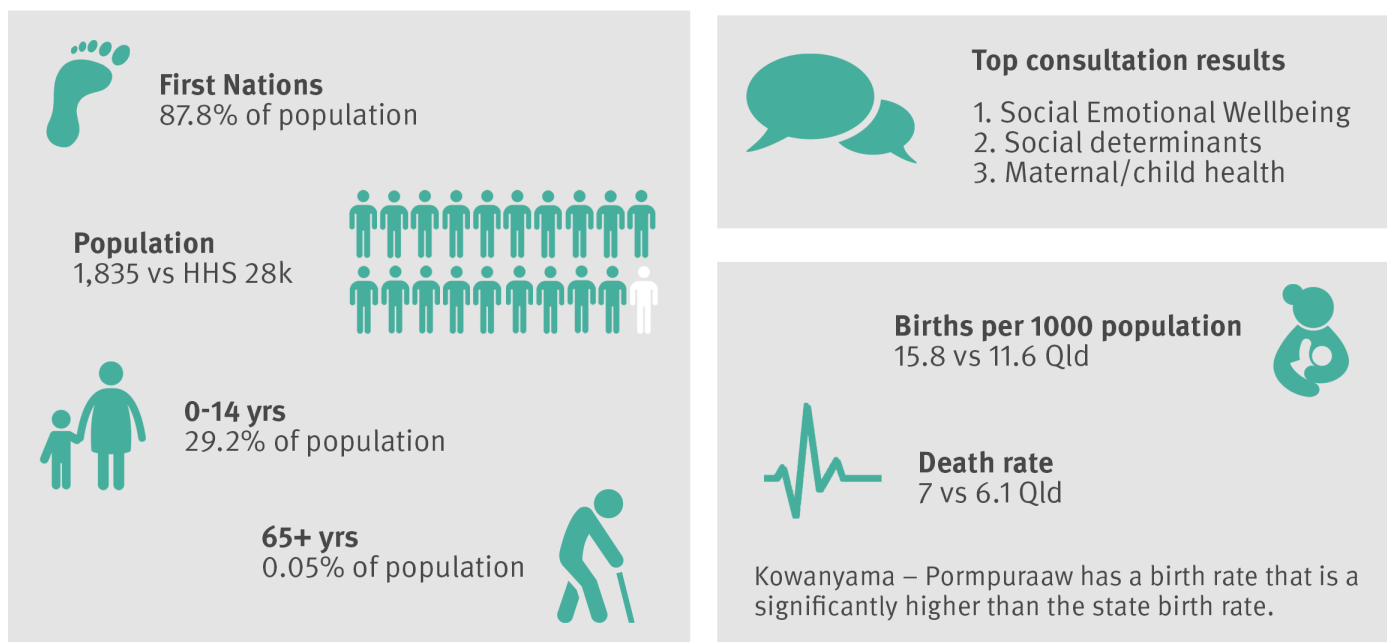 First Nations
87.8% of population
Population
1,835 vs HHS 28k
0-14 yrs
29.2% of population
65+ yrs
0.05% of population
Top consultation results
1. Social Emotional Wellbeing
2. Social determinants
3. Maternal/child health
Births per 1000 population
15.8 vs 11.6 Qld
Death rate
7 vs 6.1 Qld
Kowanyama – Pormpuraaw has a birth rate that is a
significantly higher than the state birth rate.